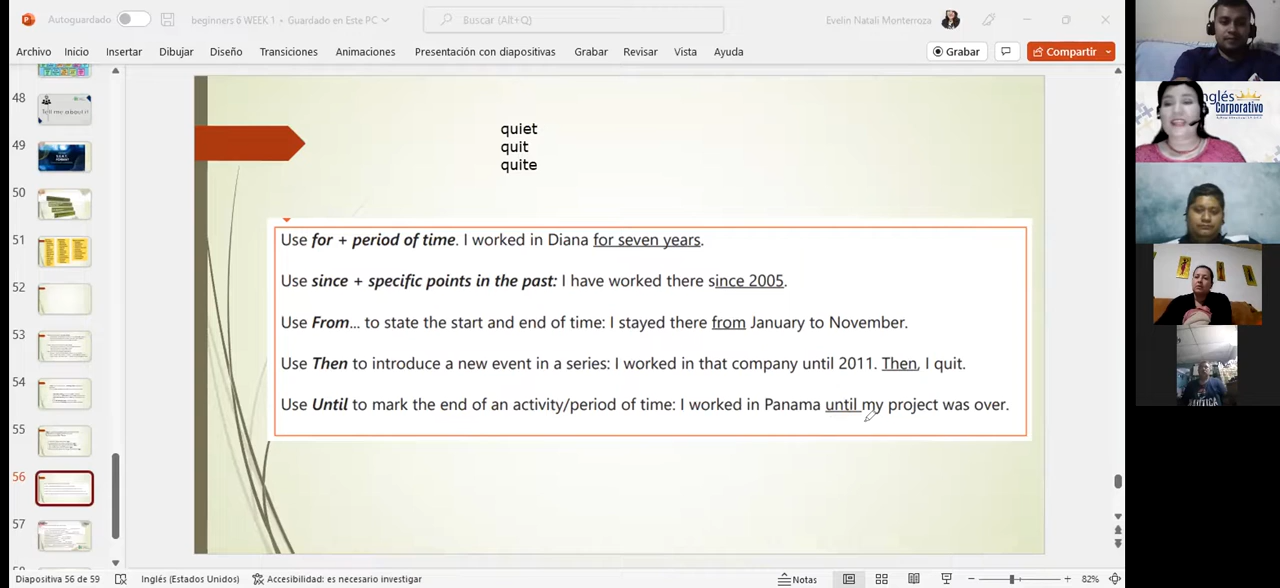 Autoguardado
beginners 6 WEEK 1 • Guardado en Este PC
Buscar (Alt+Q)
Evelin Natali Monterroza
Archivo Inicio Insertar Dibujar Diseño Transiciones Animaciones Presentación con diapositivas Grabar Revisar Vista Ayuda
Grabar
Compartir
48
Tell me about it
49
50
51
52
53
54
55
56
57
quiet
quit
quite
Use for + period of time. I worked in Diana for seven years.
Use since + specific points in the past: I have worked there since 2005.
Use From... to state the start and end of time: I stayed there from January to November.
Use Then to introduce a new event in a series: I worked in that company until 2011. Then, I quit.
Use Until to mark the end of an activity/period of time: I worked in Panama until my project was over.
Inglés
Corporativo
Diapositiva 56 de 59
Inglés (Estados Unidos)
Accesibilidad: es necesario investigar
Notas
82%